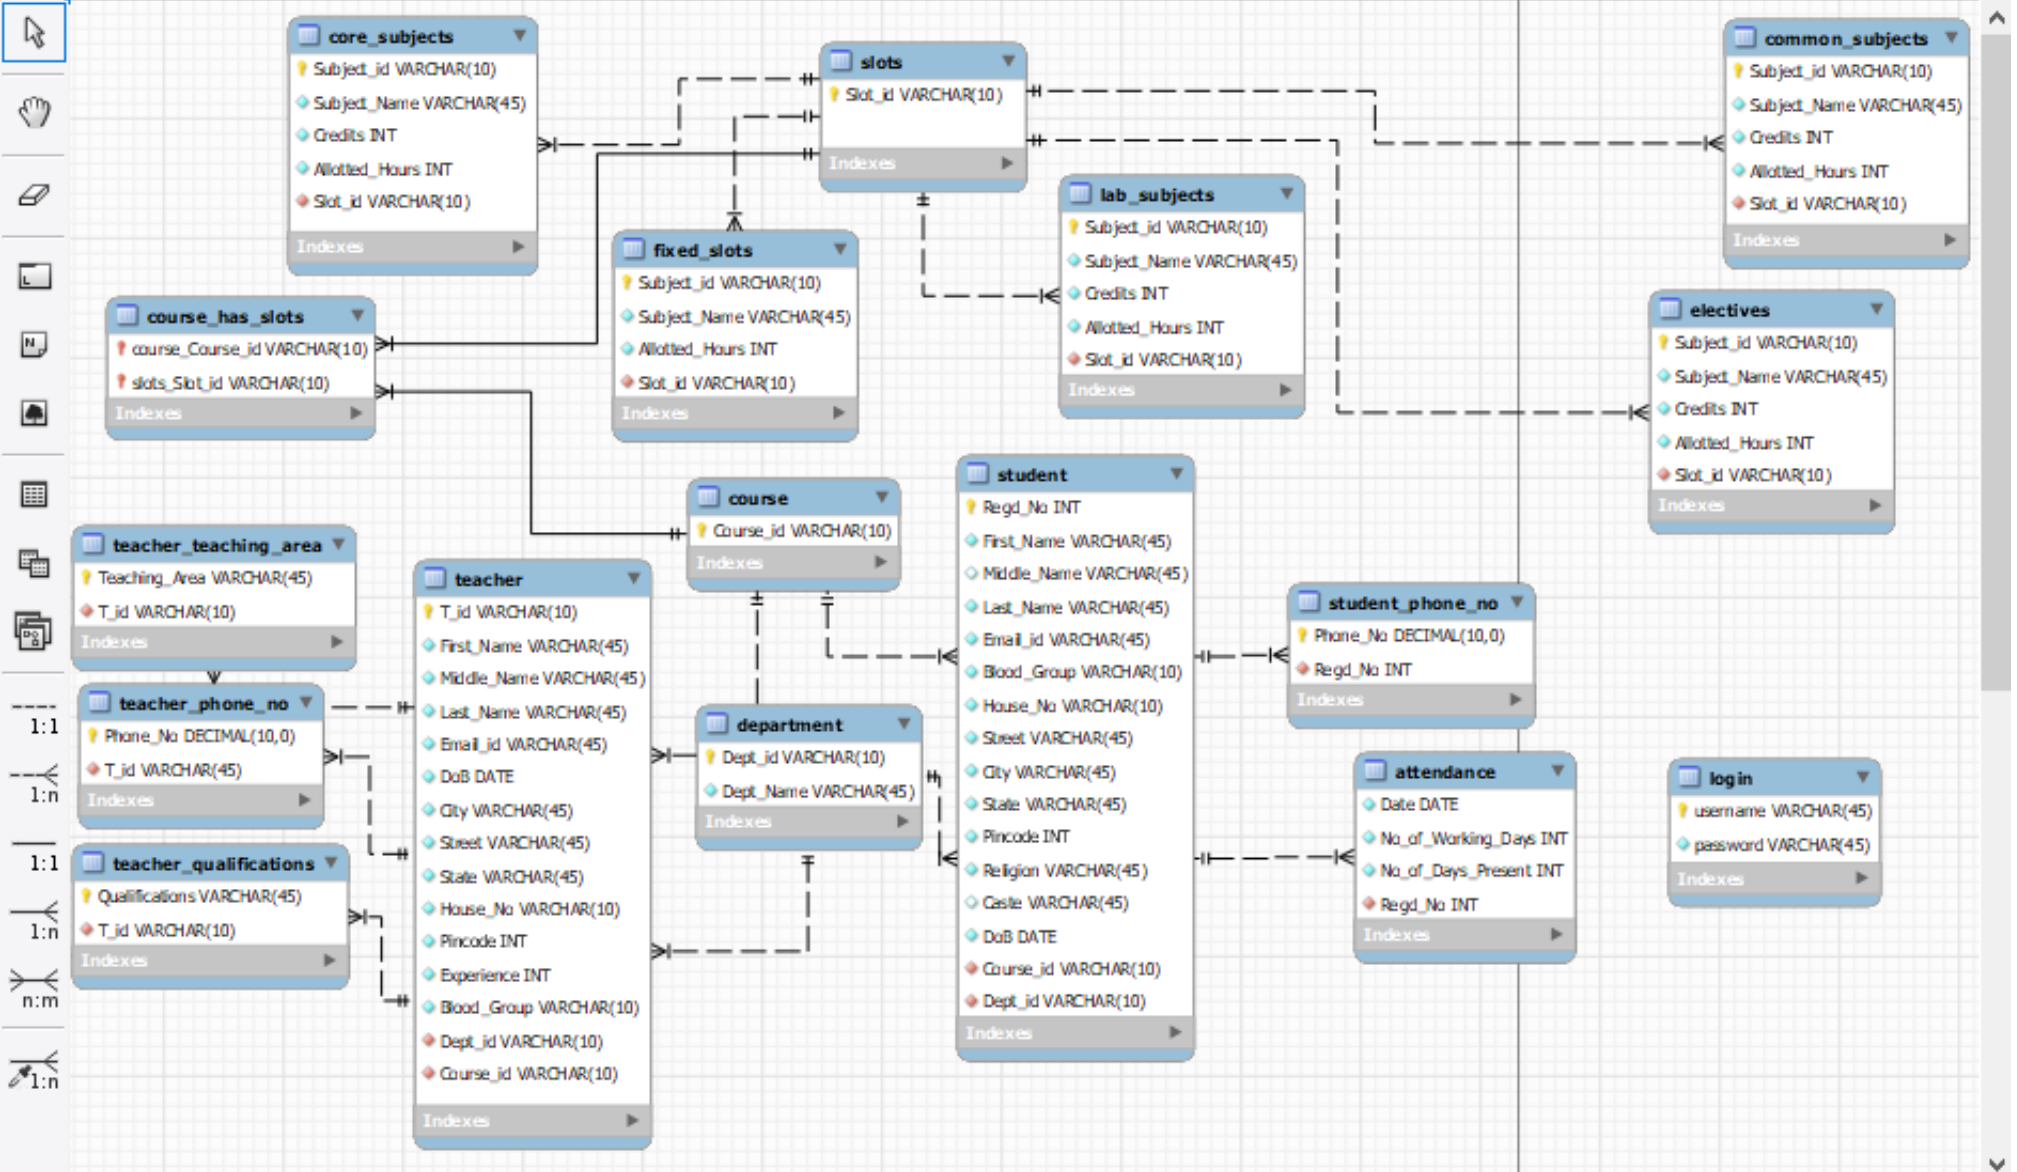 core_subjects
Subject_id VARCHAR(10)
Subject_Name VARCHAR(45)
Credits INT
Allotted_Hours INT
Slot_id VARCHAR(10)
Indexes
slots
Slot_id VARCHAR(10)
Indexes
common_subjects
Subject_id VARCHAR(10)
Subject_Name VARCHAR(45)
Credits INT
Allotted_Hours INT
Slot_id VARCHAR(10)
Indexes
lab_subjects
Subject_id VARCHAR(10)
Subject_Name VARCHAR(45)
Credits INT
Allotted_Hours INT
Slot_id VARCHAR(10)
Indexes
fixed_slots
Subject_id VARCHAR(10)
Subject_Name VARCHAR(45)
Allotted_Hours INT
Slot_id VARCHAR(10)
Indexes
course_has_slots
course_Course_id VARCHAR(10)
slots_Slot_id VARCHAR(10)
Indexes
electives
Subject_id VARCHAR(10)
Subject_Name VARCHAR(45)
Credits INT
Allotted_Hours INT
Slot_id VARCHAR(10)
Indexes
course
Course_id VARCHAR(10)
Indexes
student
Regd_No INT
First_Name VARCHAR(45)
Middle_Name VARCHAR(45)
Last_Name VARCHAR(45)
Email_id VARCHAR(45)
Blood_Group VARCHAR(10)
House_No VARCHAR(10)
Street VARCHAR(45)
City VARCHAR(45)
State VARCHAR(45)
Pincode INT
Religion VARCHAR(45)
Caste VARCHAR(45)
DoB DATE
Course_id VARCHAR(10)
Dept_id VARCHAR(10)
Indexes
teacher_teaching_area
Teaching_Area VARCHAR(45)
T_id VARCHAR(10)
Indexes
teacher
T_id VARCHAR(10)
First_Name VARCHAR(45)
Middle_Name VARCHAR(45)
Last_Name VARCHAR(45)
Email_id VARCHAR(45)
DoB DATE
City VARCHAR(45)
Street VARCHAR(45)
State VARCHAR(45)
House_No VARCHAR(10)
Pincode INT
Experience INT
Blood_Group VARCHAR(10)
Dept_id VARCHAR(10)
Course_id VARCHAR(10)
Indexes
student_phone_no
Phone_No DECIMAL(10,0)
Regd_No INT
Indexes
teacher_phone_no
Phone_No DECIMAL(10,0)
T_id VARCHAR(45)
Indexes
department
Dept_id VARCHAR(10)
Dept_Name VARCHAR(45)
Indexes
attendance
Date DATE
No_of_Working_Days INT
No_of_Days_Present INT
Regd_No INT
Indexes
login
username VARCHAR(45)
password VARCHAR(45)
Indexes
teacher_qualifications
Qualifications VARCHAR(45)
T_id VARCHAR(10)
Indexes
N
1:1
1:n
1:1
1:n
n:m
1:n